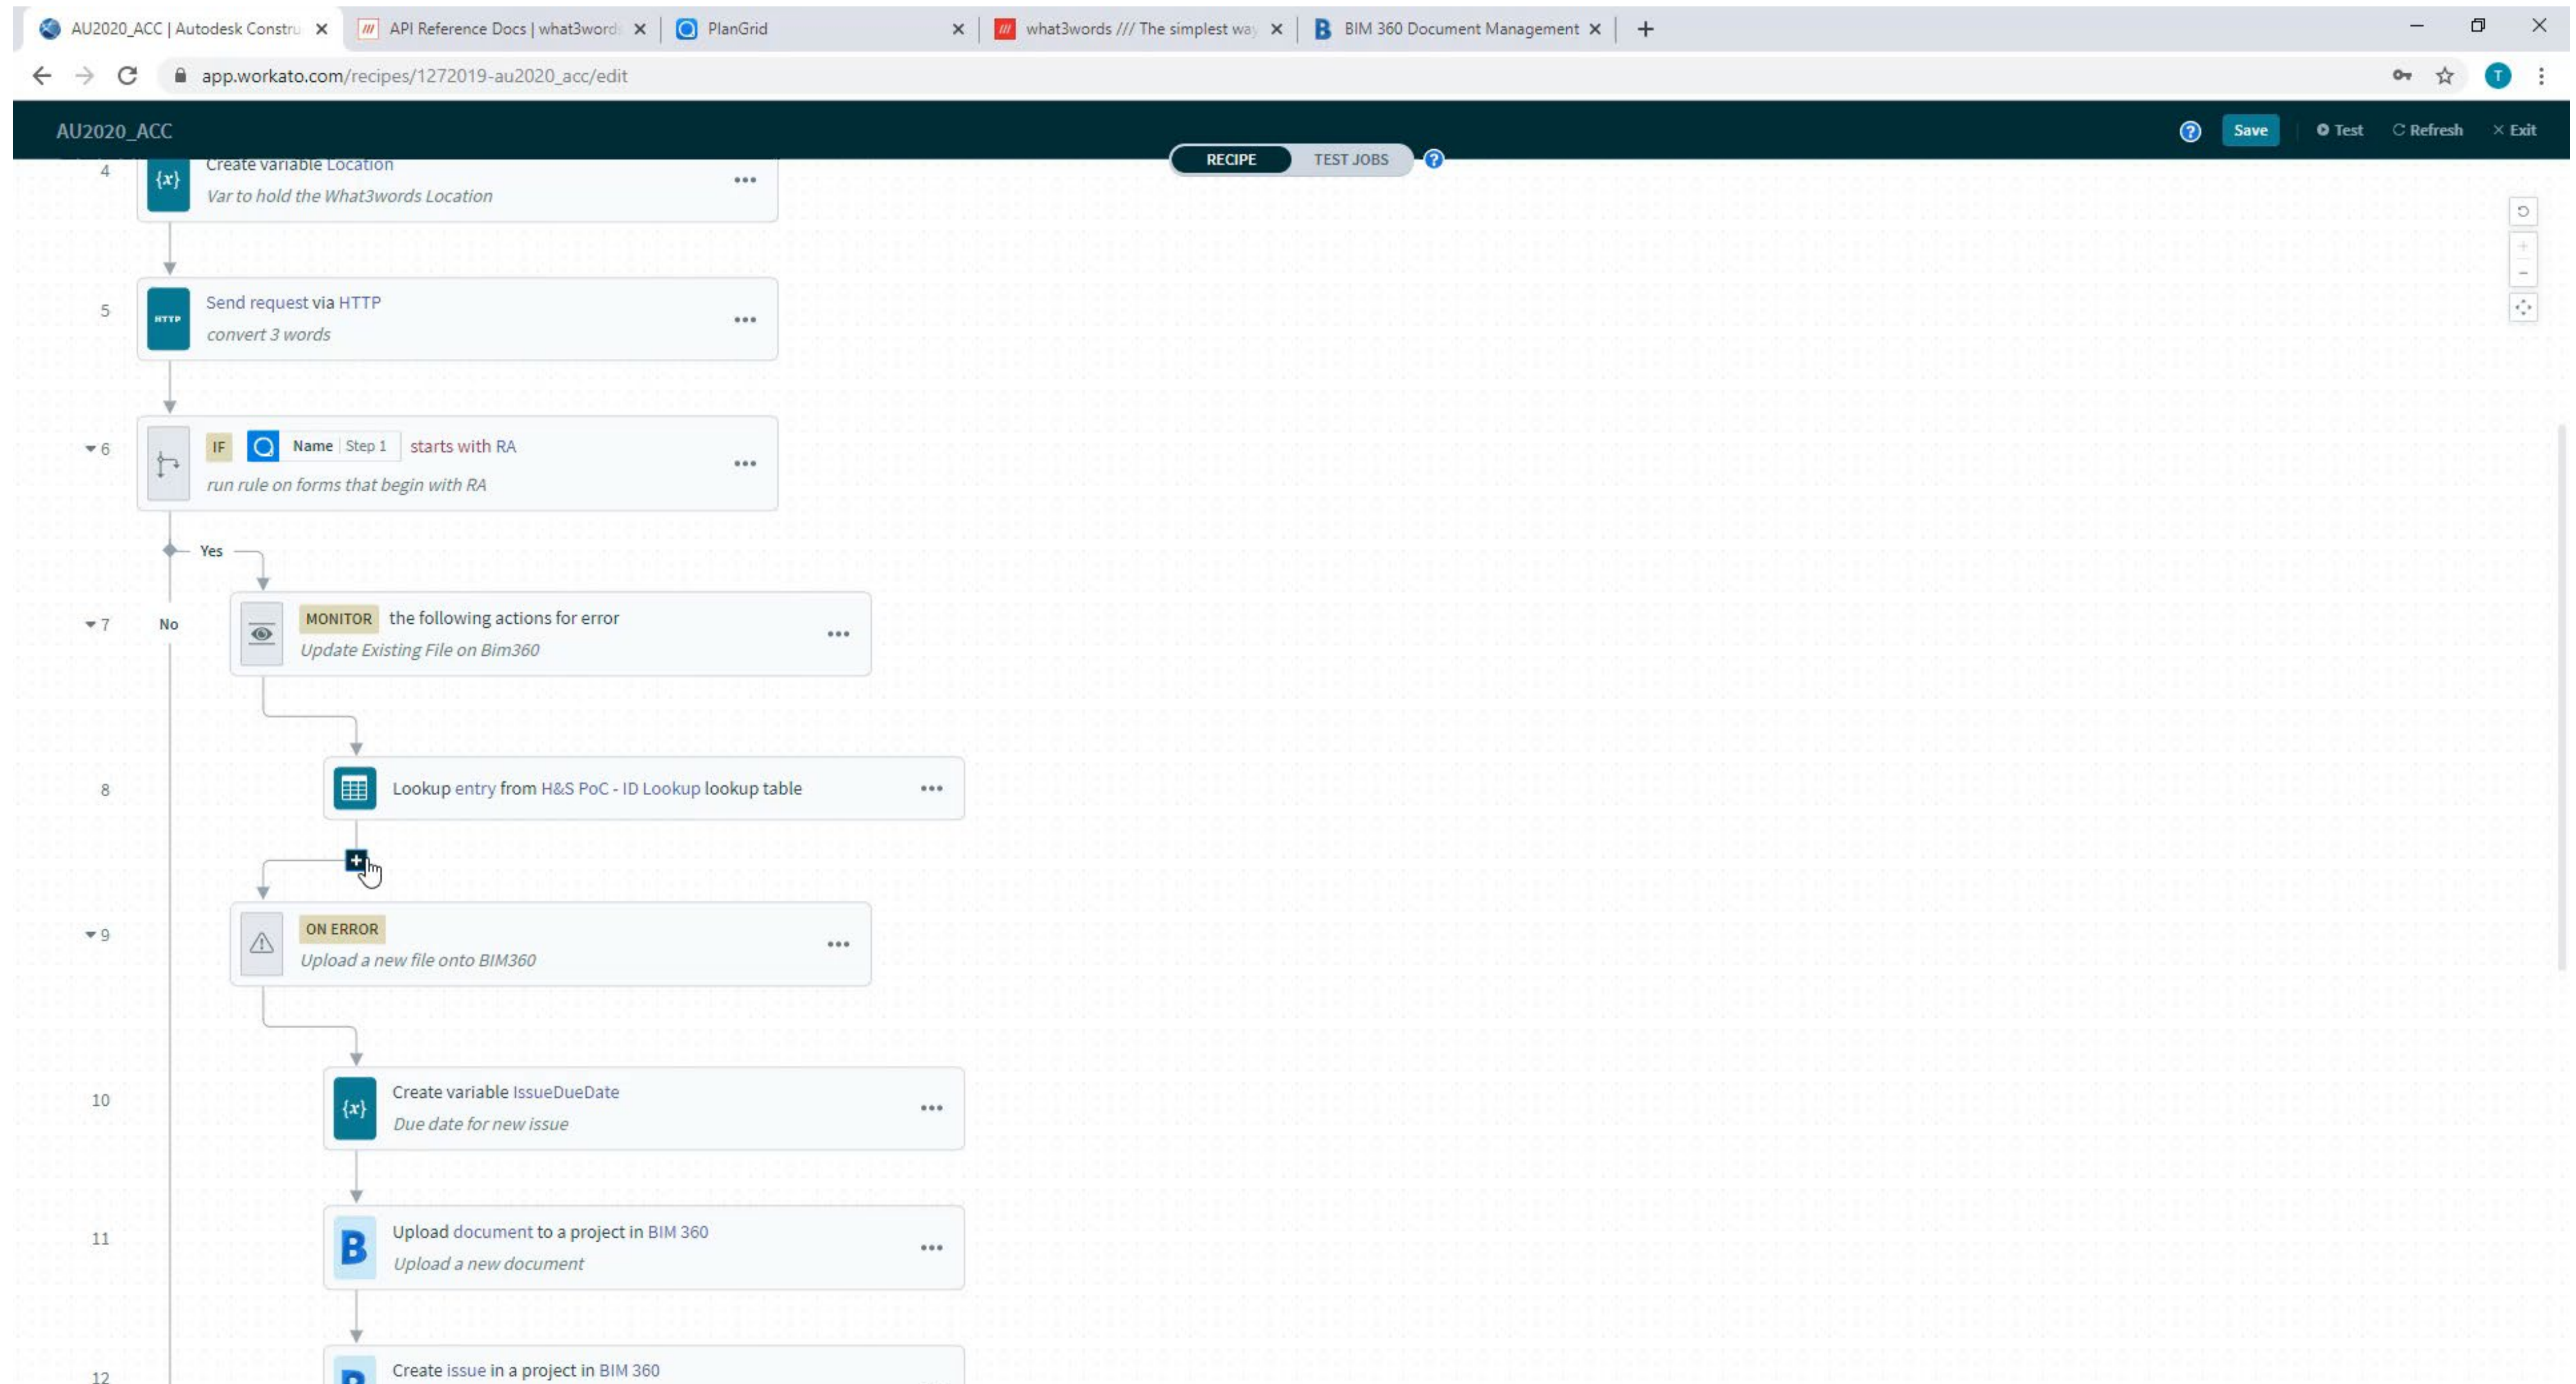 AU2020_ACC | Autodesk Constru
API Reference Docs | what3word
PlanGrid
what3words /// The simplest way
BIM 360 Document Management
app.workato.com/recipes/1272019-au2020_acc/edit
T
AU2020_ACC
Save
Test
Refresh
Exit
RECIPE
TEST JOBS
4
{x}
Create variable Location
Var to hold the What3words Location
5
HTTP
Send request via HTTP
convert 3 words
6
IF Name | Step 1 starts with RA
run rule on forms that begin with RA
Yes
7
No
MONITOR the following actions for error
Update Existing File on Bim360
8
Lookup entry from H&S PoC - ID Lookup lookup table
9
ON ERROR
Upload a new file onto BIM360
10
{x}
Create variable IssueDueDate
Due date for new issue
11
B
Upload document to a project in BIM 360
Upload a new document
12
Create issue in a project in BIM 360